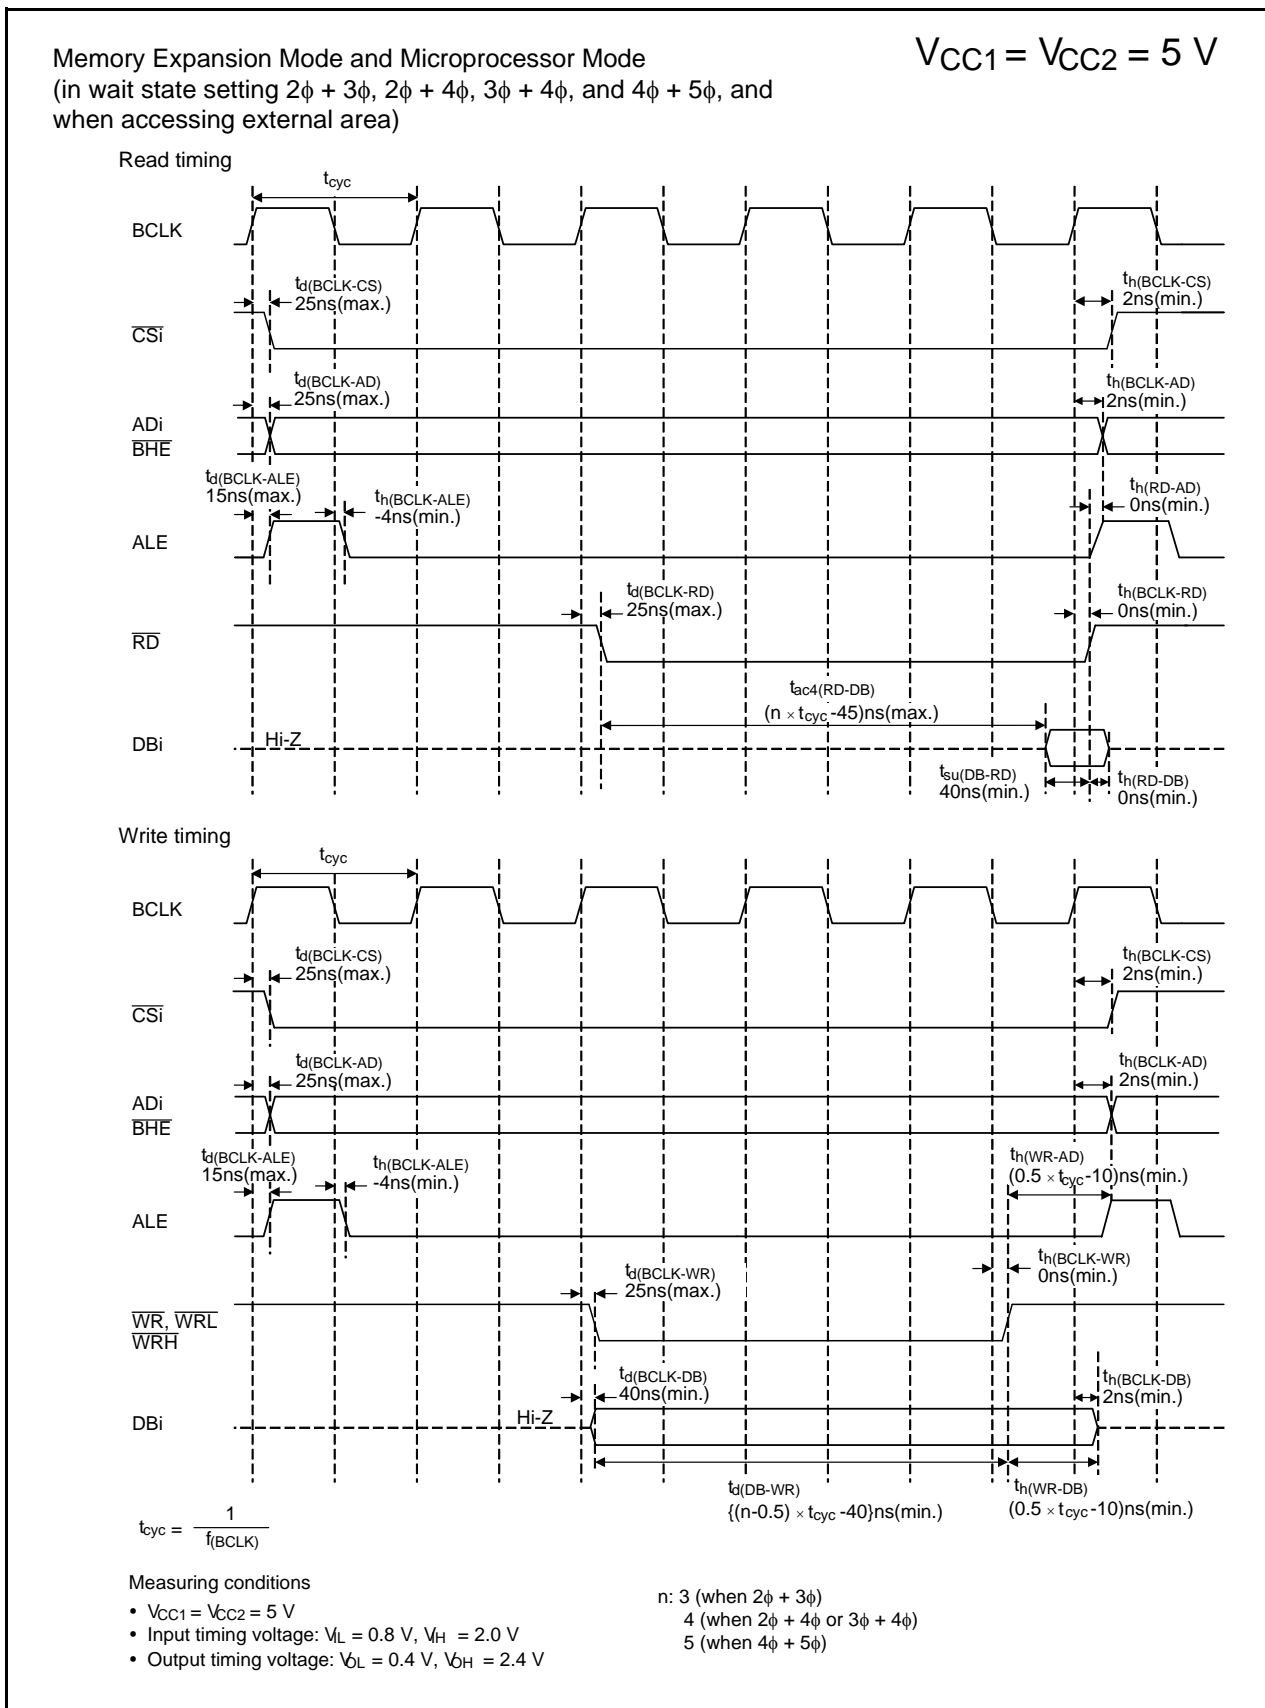 Memory Expansion Mode and Microprocessor Mode
(in wait state setting 2ϕ + 3ϕ, 2ϕ + 4ϕ, 3ϕ + 4ϕ, and 4ϕ + 5ϕ, and
when accessing external area)
VCC1 = VCC2 = 5 V
Read timing
tcyc
BCLK
td(BCLK-CS)
25ns(max.)
th(BCLK-CS)
2ns(min.)
CSi
td(BCLK-AD)
25ns(max.)
th(BCLK-AD)
2ns(min.)
ADi
BHE
td(BCLK-ALE)
15ns(max.)
th(BCLK-ALE)
-4ns(min.)
th(RD-AD)
0ns(min.)
ALE
td(BCLK-RD)
25ns(max.)
th(BCLK-RD)
0ns(min.)
RD
tac4(RD-DB)
(n × tcyc -45)ns(max.)
DBi
Hi-Z
tsu(DB-RD)
40ns(min.)
th(RD-DB)
0ns(min.)
Write timing
tcyc
BCLK
td(BCLK-CS)
25ns(max.)
th(BCLK-CS)
2ns(min.)
CSi
td(BCLK-AD)
25ns(max.)
th(BCLK-AD)
2ns(min.)
ADi
BHE
td(BCLK-ALE)
15ns(max.)
th(BCLK-ALE)
-4ns(min.)
th(WR-AD)
(0.5 × tcyc -10)ns(min.)
ALE
td(BCLK-WR)
25ns(max.)
th(BCLK-WR)
0ns(min.)
WR, WRL
WRH
td(BCLK-DB)
40ns(min.)
th(BCLK-DB)
2ns(min.)
DBi
Hi-Z
td(DB-WR)
{(n-0.5) × tcyc -40}ns(min.)
th(WR-DB)
(0.5 × tcyc -10)ns(min.)
tcyc = 1 / f(BCLK)
Measuring conditions
• VCC1 = VCC2 = 5 V
• Input timing voltage: VIL = 0.8 V, VIH = 2.0 V
• Output timing voltage: VOL = 0.4 V, VOH = 2.4 V
n: 3 (when 2ϕ + 3ϕ)
4 (when 2ϕ + 4ϕ or 3ϕ + 4ϕ)
5 (when 4ϕ + 5ϕ)